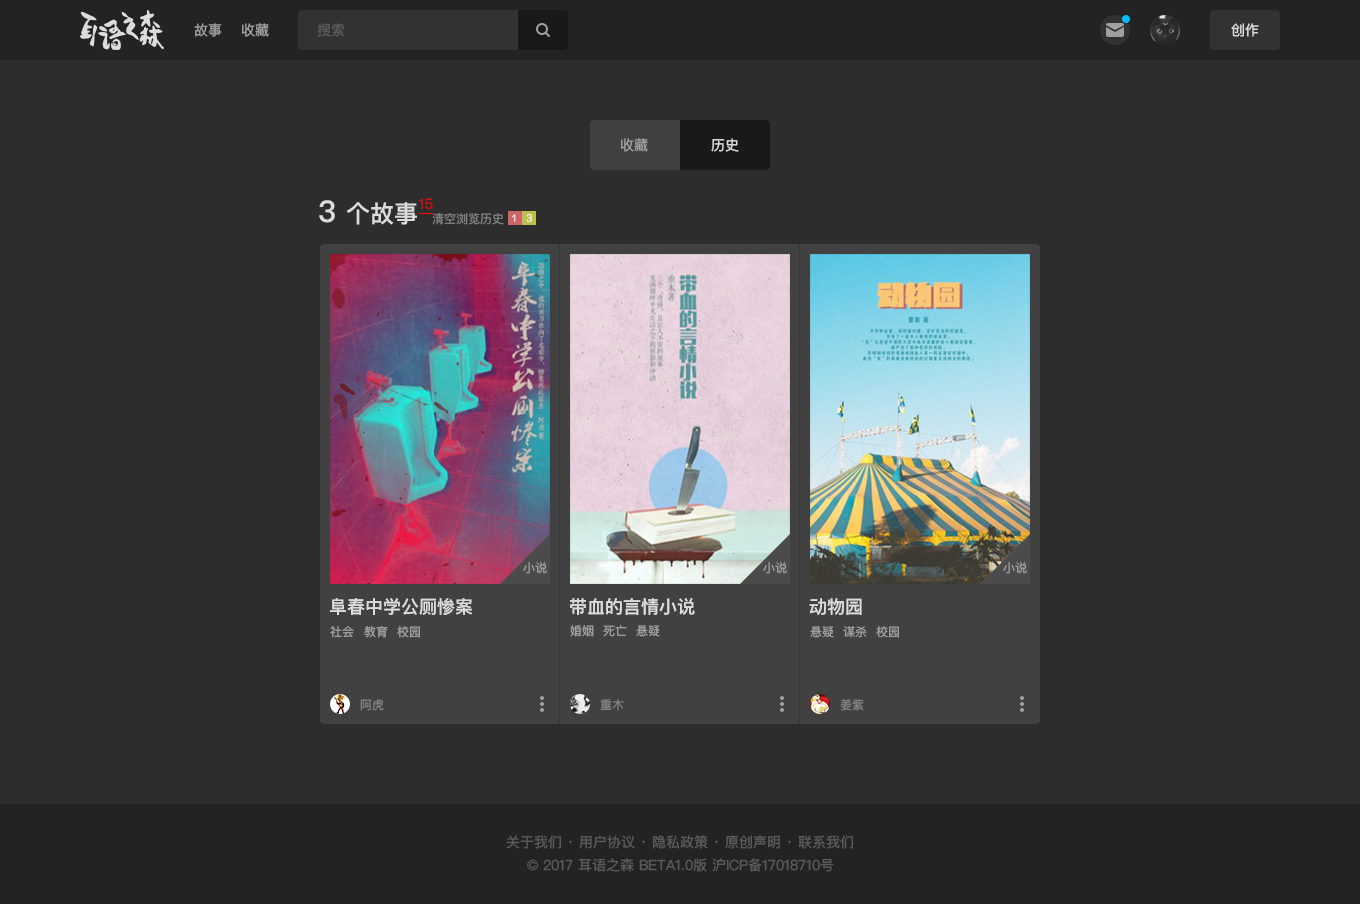 耳语之森
故事 收藏
搜索
创作
收藏 历史
3 个故事
15
清空浏览历史 1 3
阜春中学公厕惨案
小说
带血的言情小说
重木著
小说
动物园
姜紫 著
小说
阜春中学公厕惨案
社会 教育 校园
阿虎
带血的言情小说
婚姻 死亡 悬疑
重木
动物园
悬疑 谋杀 校园
姜紫
关于我们 · 用户协议 · 隐私政策 · 原创声明 · 联系我们
© 2017 耳语之森 BETA1.0版 沪ICP备17018710号